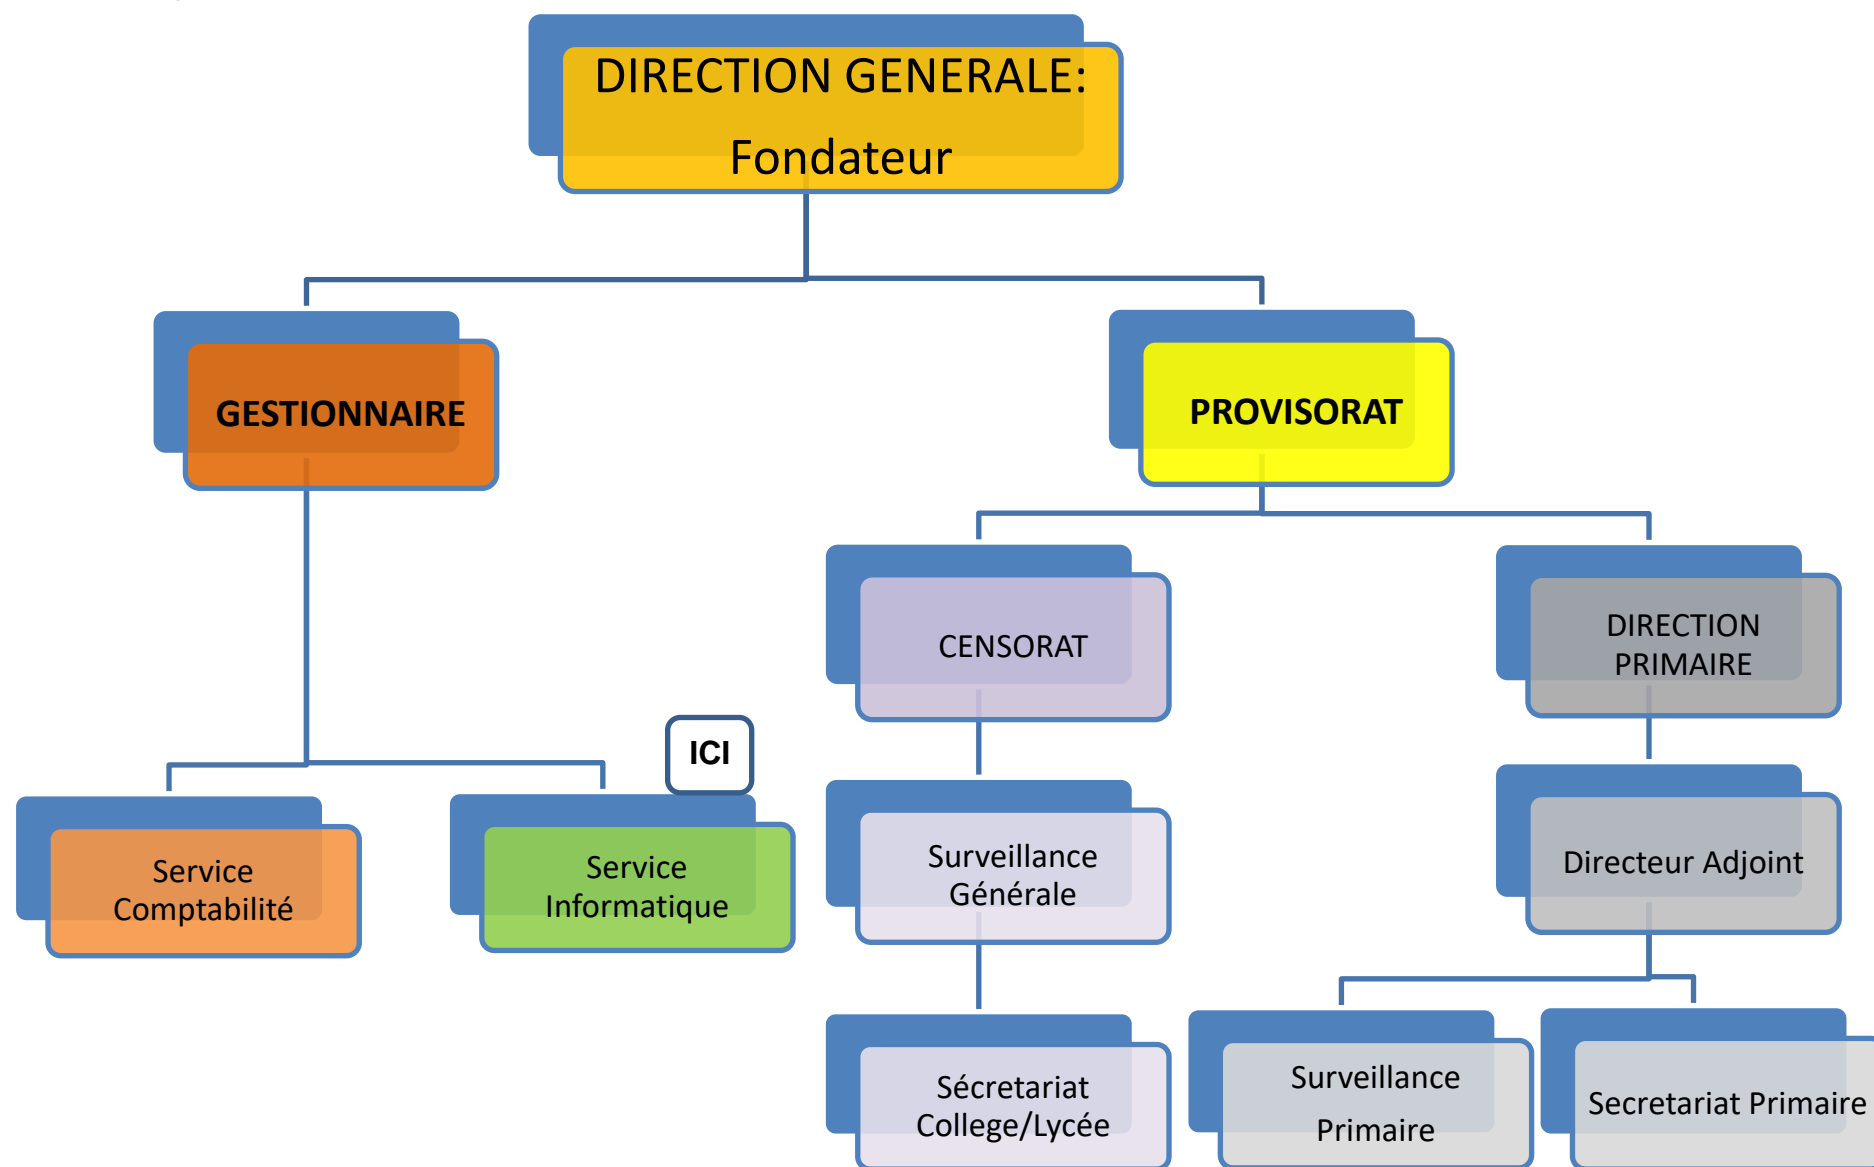 DIRECTION GENERALE:
Fondateur
GESTIONNAIRE
PROVISORAT
CENSORAT
DIRECTION
PRIMAIRE
ICI
Service
Comptabilité
Service
Informatique
Surveillance
Générale
Directeur Adjoint
Sécretariat
College/Lycée
Surveillance
Primaire
Secretariat Primaire